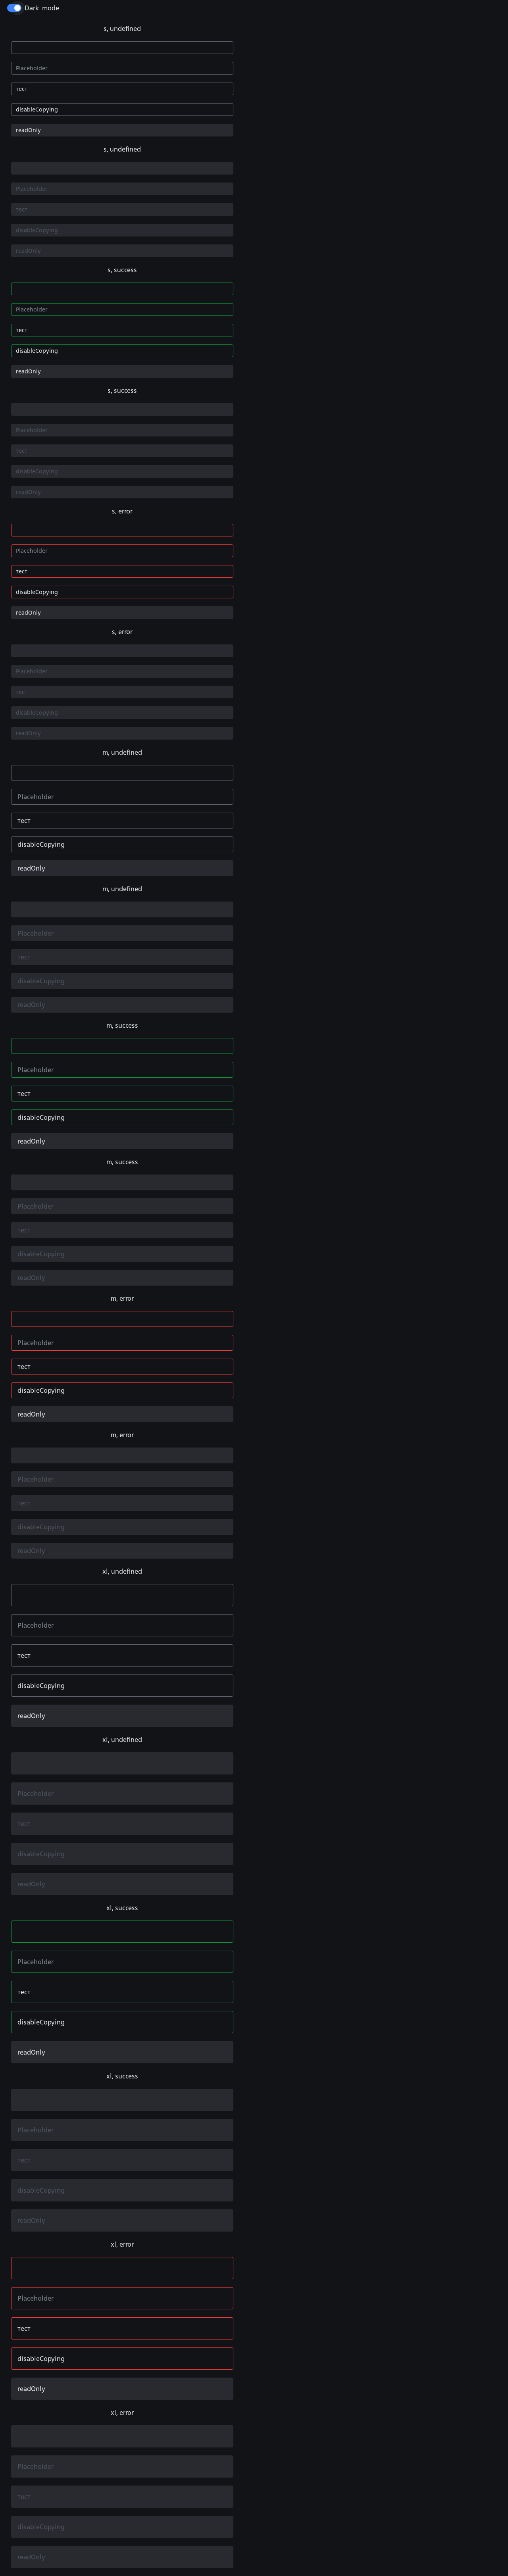 Dark_mode
s, undefined
Placeholder
тест
disableCopying
readOnly
s, undefined
Placeholder
тест
disableCopying
readOnly
s, success
Placeholder
тест
disableCopying
readOnly
s, success
Placeholder
тест
disableCopying
readOnly
s, error
Placeholder
тест
disableCopying
readOnly
s, error
Placeholder
тест
disableCopying
readOnly
m, undefined
Placeholder
тест
disableCopying
readOnly
m, undefined
Placeholder
тест
disableCopying
readOnly
m, success
Placeholder
тест
disableCopying
readOnly
m, success
Placeholder
тест
disableCopying
readOnly
m, error
Placeholder
тест
disableCopying
readOnly
m, error
Placeholder
тест
disableCopying
readOnly
xl, undefined
Placeholder
тест
disableCopying
readOnly
xl, undefined
Placeholder
тест
disableCopying
readOnly
xl, success
Placeholder
тест
disableCopying
readOnly
xl, success
Placeholder
тест
disableCopying
readOnly
xl, error
Placeholder
тест
disableCopying
readOnly
xl, error
Placeholder
тест
disableCopying
readOnly